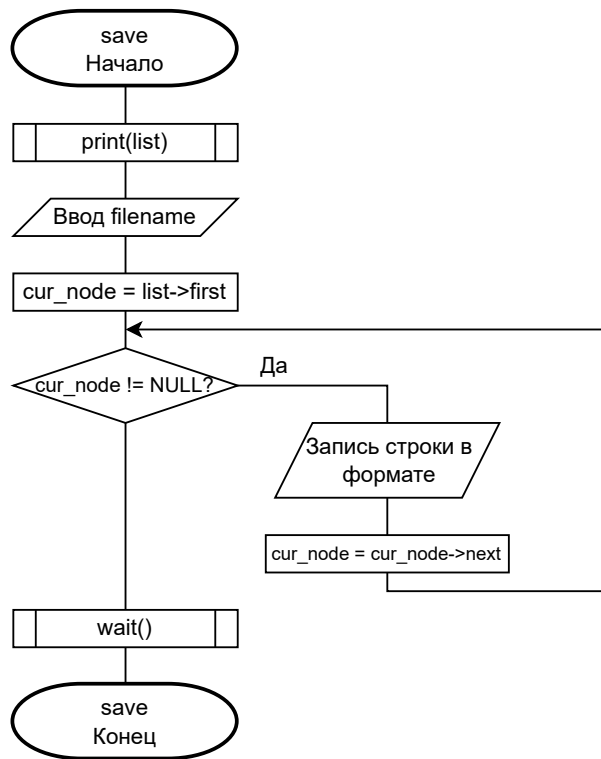 save
Начало
print(list)
Ввод filename
cur_node = list->first
cur_node != NULL?
Да
Запись строки в
формате
cur_node = cur_node->next
wait()
save
Конец